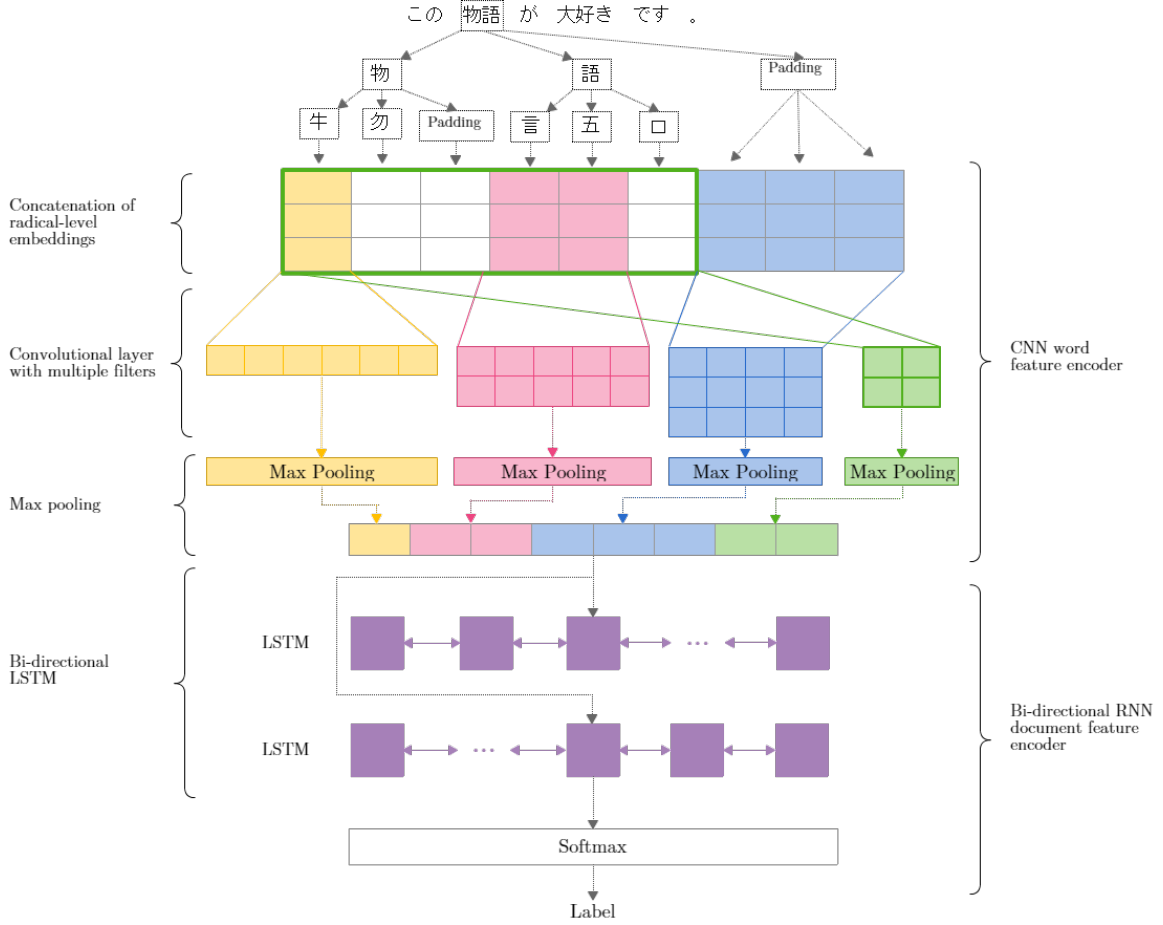 この 物語 が 大好き です 。
物 語 Padding
牛 勿 Padding 言 五 口
Concatenation of
radical-level
embeddings
Convolutional layer
with multiple filters
CNN word
feature encoder
Max Pooling Max Pooling Max Pooling Max Pooling
Max pooling
LSTM ...
Bi-directional
LSTM
Bi-directional RNN
document feature
encoder
LSTM ...
Softmax
Label